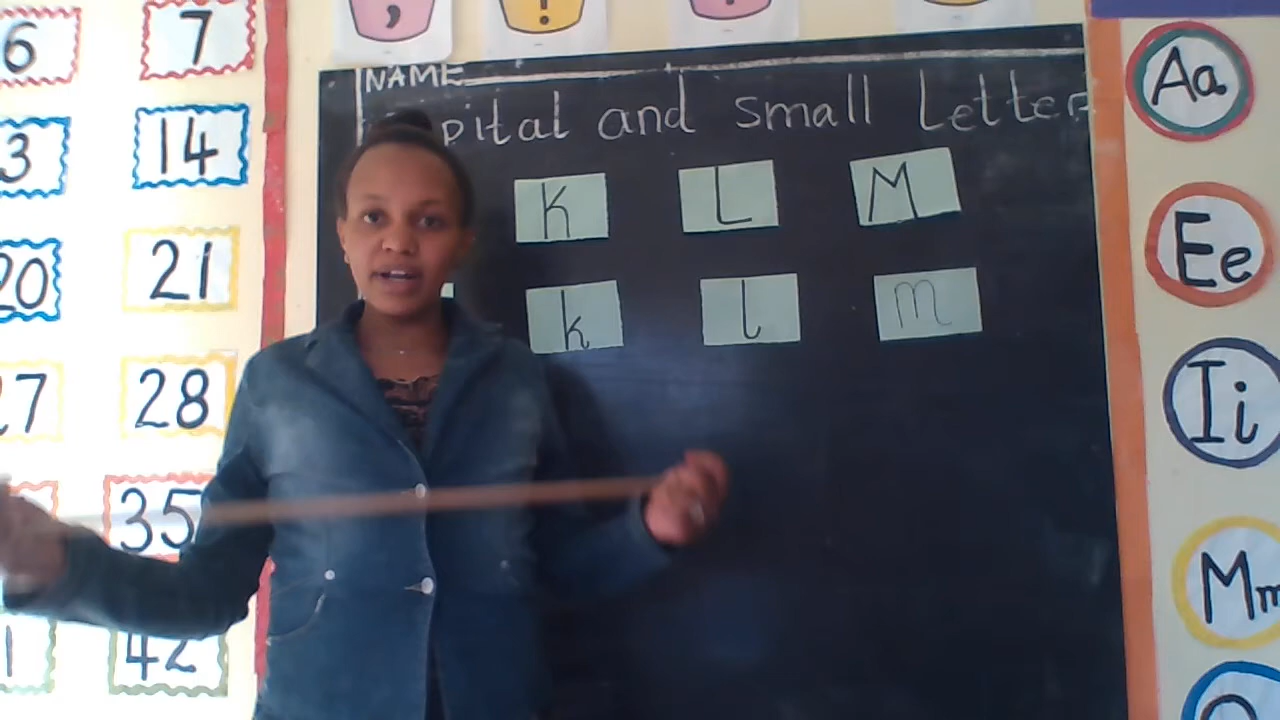 ; ! ?
6 7
3 14
20 21
27 28
35
1 42
NAME
pital and small Letter
K L M
k l m
Aa
Ee
Ii
Mm